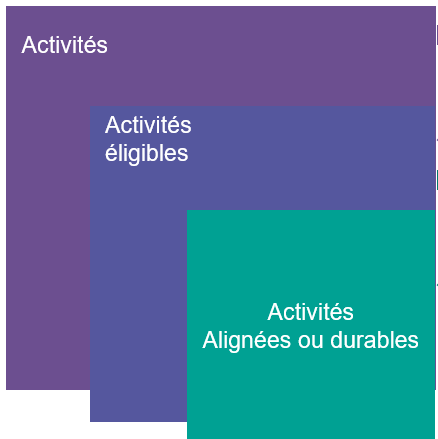 Activités
Activités
éligibles
Activités
Alignées ou durables